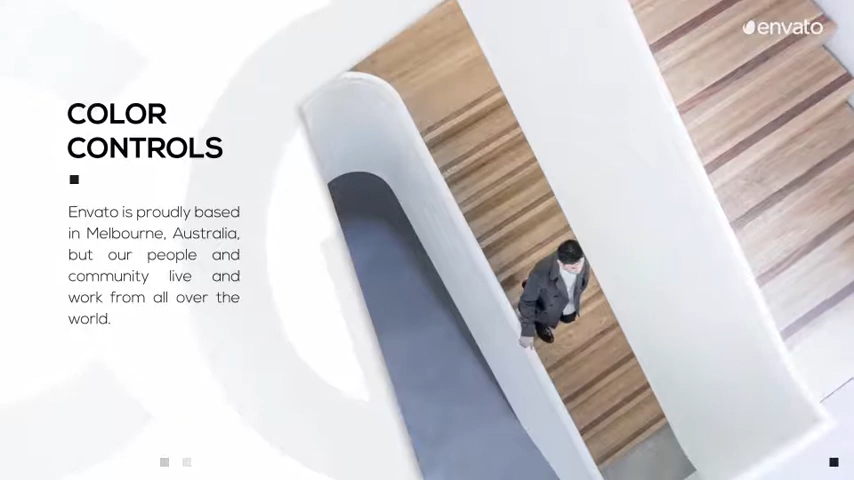 envato
COLOR
CONTROLS
Envato is proudly based
in Melbourne, Australia,
but our people and
community live and
work from all over the
world.